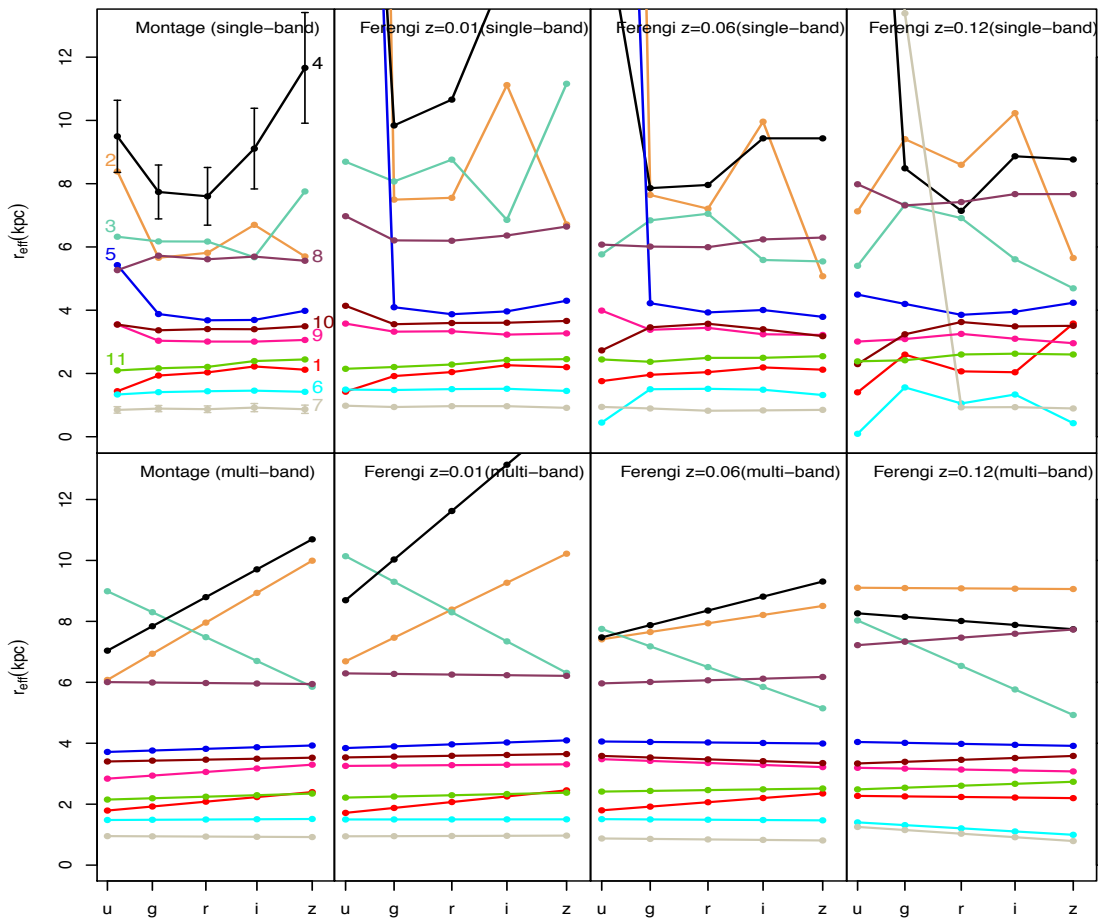 Montage (single−band)
Ferengi z=0.01(single−band)
Ferengi z=0.06(single−band)
Ferengi z=0.12(single−band)
12
10
8
6
4
2
0
r_eff(kpc)
4
2
3
5
8
10
9
11
1
6
7
Montage (multi−band)
Ferengi z=0.01(multi−band)
Ferengi z=0.06(multi−band)
Ferengi z=0.12(multi−band)
12
10
8
6
4
2
0
r_eff(kpc)
u g r i z
u g r i z
u g r i z
u g r i z